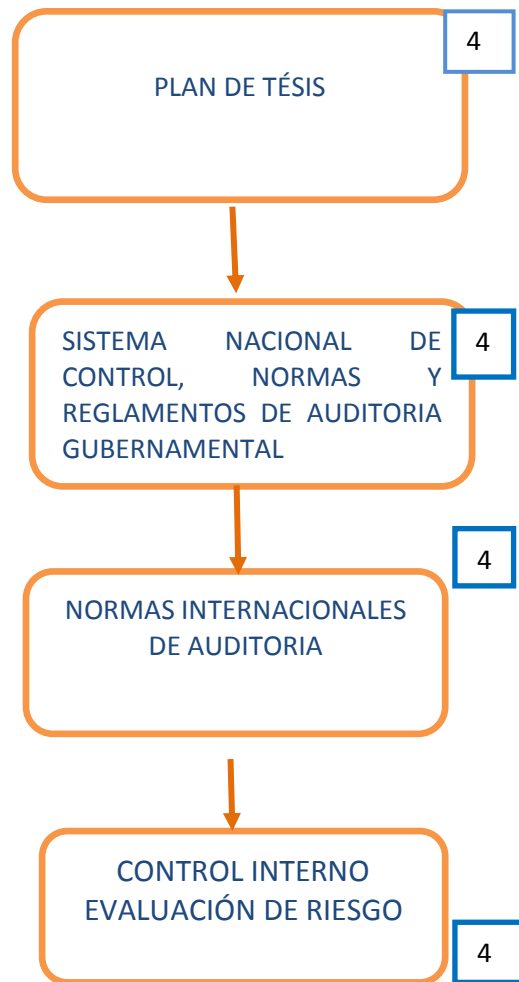 4
PLAN DE TÉSIS
SISTEMA NACIONAL DE
CONTROL, NORMAS Y
REGLAMENTOS DE AUDITORIA
GUBERNAMENTAL
4
4
NORMAS INTERNACIONALES
DE AUDITORIA
CONTROL INTERNO
EVALUACIÓN DE RIESGO
4